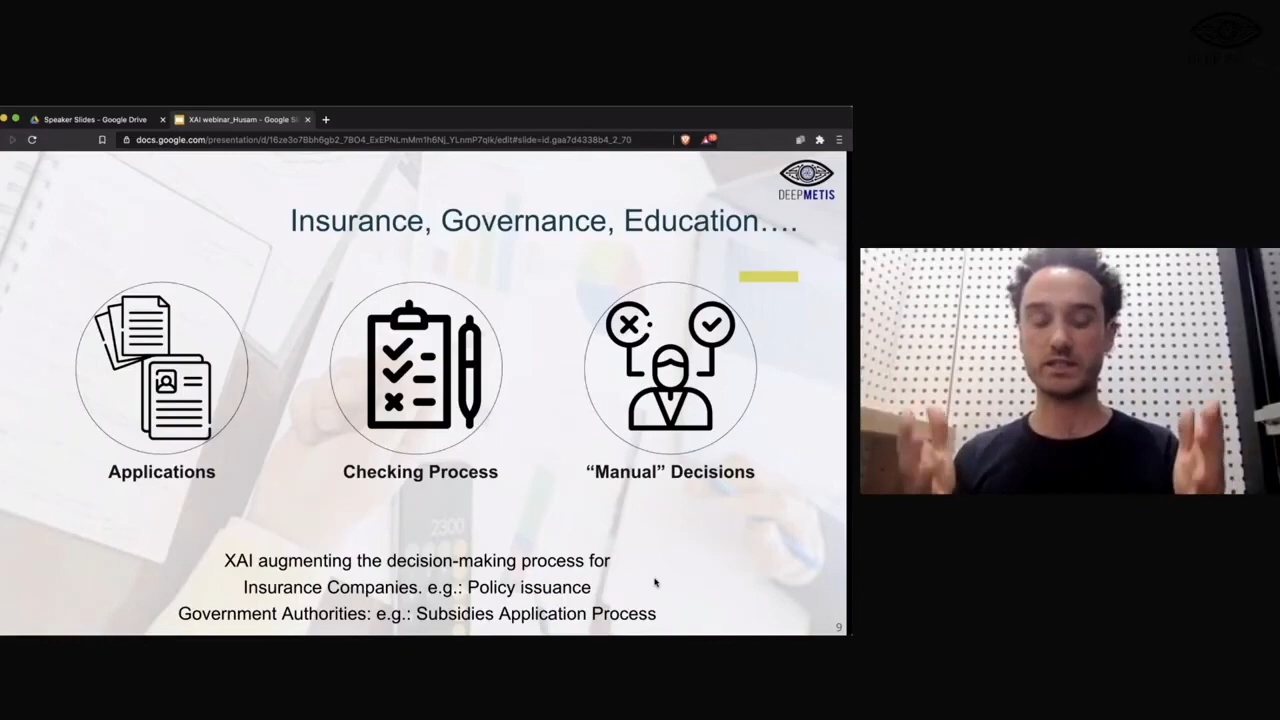 Speaker Slides - Google Drive
XAI webinar_Husam - Google Sl
docs.google.com/presentation/d/16ze3o78bh6gb2_7BO4_ExEPNLmMm1h6Nj_YLnmP7qIk/edit#slide=id.gaa7d4338b4_2_70
DEEPMETIS
Insurance, Governance, Education….
Applications
Checking Process
“Manual” Decisions
2300
XAI augmenting the decision-making process for
Insurance Companies. e.g.: Policy issuance
Government Authorities: e.g.: Subsidies Application Process
9